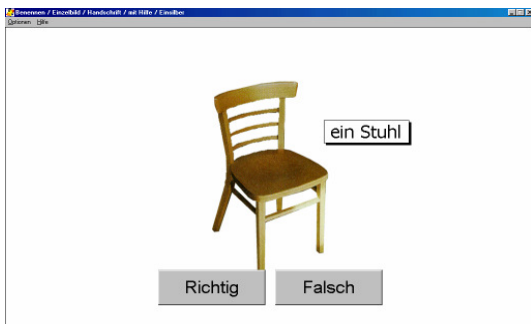 Benennen / Einzelbild / Handschrift / mit Hilfe / Einsilber
Optionen Hilfe
ein Stuhl
Richtig Falsch